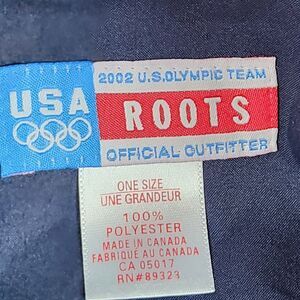 2002 U.S.OLYMPIC TEAM
USA
ROOTS
OFFICIAL OUTFITTER
ONE SIZE
UNE GRANDEUR
100%
POLYESTER
MADE IN CANADA
FABRIQUÉ AU CANADA
CA 05017
RN#89323